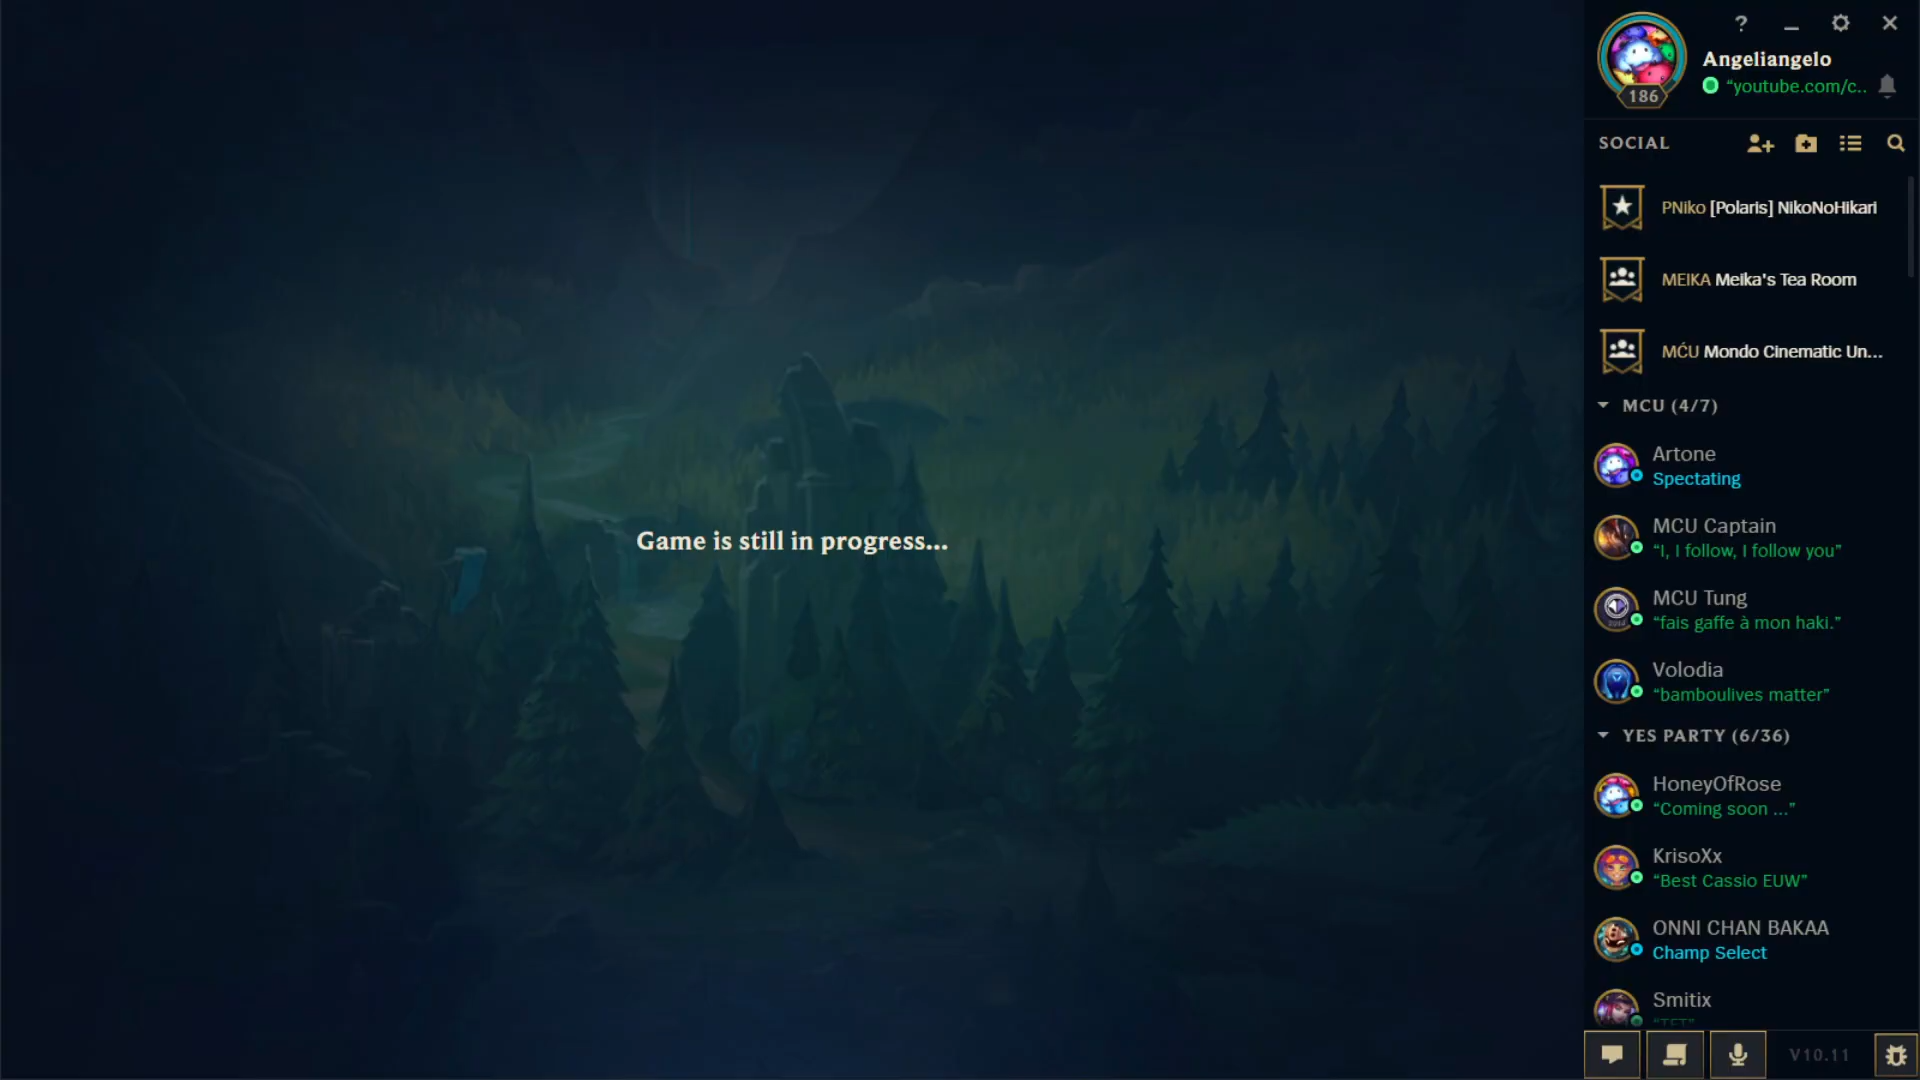 ?
Angeliangelo
“youtube.com/c..
186
SOCIAL
PNiko [Polaris] NikoNoHikari
MEIKA Meika's Tea Room
MĆU Mondo Cinematic Un...
MCU (4/7)
Artone
Spectating
Game is still in progress...
MCU Captain
“I, I follow, I follow you”
MCU Tung
“fais gaffe à mon haki.”
Volodia
“bamboulives matter”
YES PARTY (6/36)
HoneyOfRose
“Coming soon ...”
KrisoXx
“Best Cassio EUW”
ONNI CHAN BAKAA
Champ Select
Smitix
“TFT”
V10.11